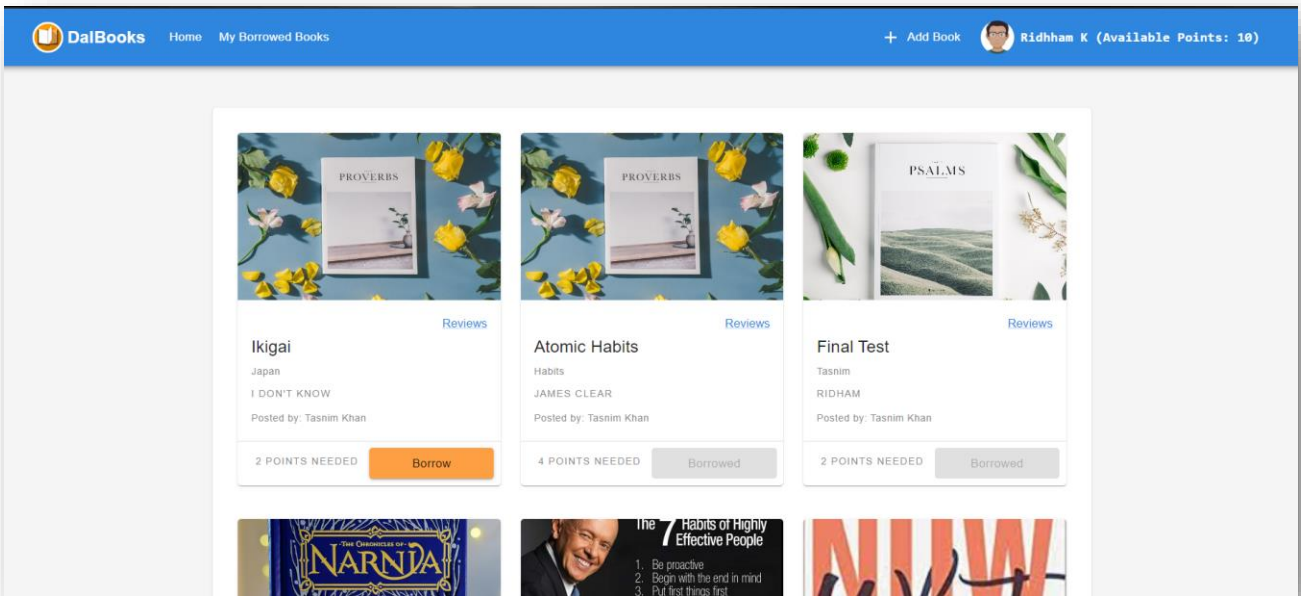 DalBooks Home My Borrowed Books + Add Book Ridhham K (Available Points: 10)
PROVERBS
PROVERBS
PSALMS
Reviews
Ikigai
Japan
I DON'T KNOW
Posted by: Tasnim Khan
2 POINTS NEEDED Borrow
Reviews
Atomic Habits
Habits
JAMES CLEAR
Posted by: Tasnim Khan
4 POINTS NEEDED Borrowed
Reviews
Final Test
Tasnim
RIDHAM
Posted by: Tasnim Khan
2 POINTS NEEDED Borrowed
THE CHRONICLES OF
NARNIA
The 7 Habits of Highly
Effective People
1. Be proactive
2. Begin with the end in mind
3. Put first things first